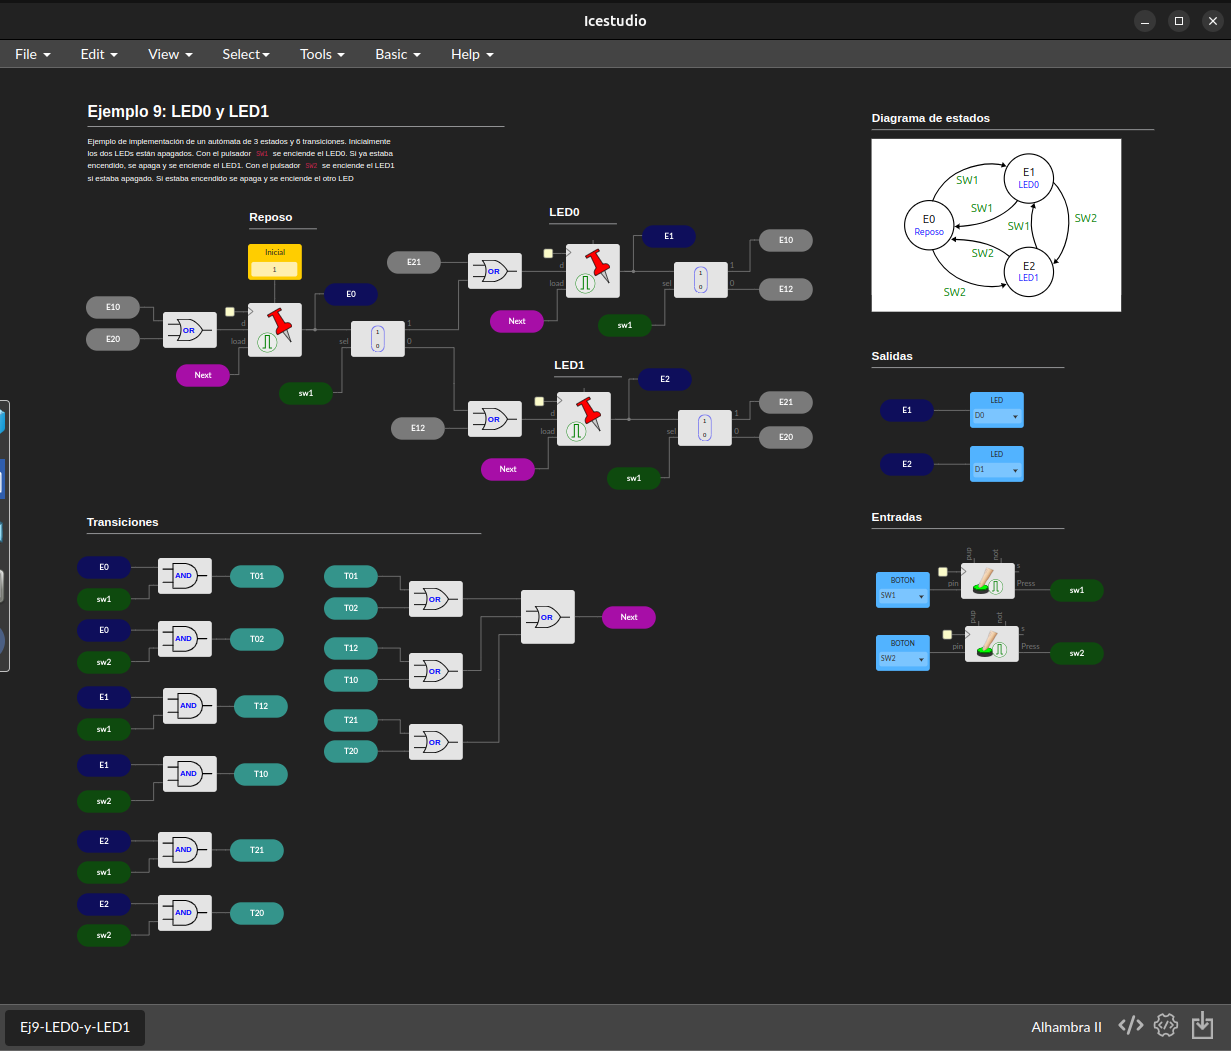 Icestudio
File Edit View Select Tools Basic Help
Ejemplo 9: LED0 y LED1
Ejemplo de implementación de un autómata de 3 estados y 6 transiciones. Inicialmente
los dos LEDs están apagados. Con el pulsador SW1 se enciende el LED0. Si ya estaba
encendido, se apaga y se enciende el LED1. Con el pulsador SW2 se enciende el LED1
si estaba apagado. Si estaba encendido se apaga y se enciende el otro LED
Reposo
Inicial
1
E10
E20
OR
d
load
Next
E0
sel
1
0
1
0
sw1
LED0
E21
OR
d
load
Next
E1
sel
1
0
1
0
sw1
E10
E12
LED1
E12
OR
d
load
Next
E2
sel
1
0
1
0
sw1
E21
E20
Diagrama de estados
E1
LED0
SW1
SW1
SW1
SW2
E0
Reposo
SW2
E2
LED1
SW2
Salidas
E1
LED
D0
E2
LED
D1
Entradas
BOTON
SW1
pin
pup
not
s
Press
sw1
BOTON
SW2
pin
pup
not
s
Press
sw2
Transiciones
E0
sw1
AND
T01
E0
sw2
AND
T02
E1
sw1
AND
T12
E1
sw2
AND
T10
E2
sw1
AND
T21
E2
sw2
AND
T20
T01
T02
OR
T12
T10
OR
T21
T20
OR
OR
Next
Ej9-LED0-y-LED1
Alhambra II